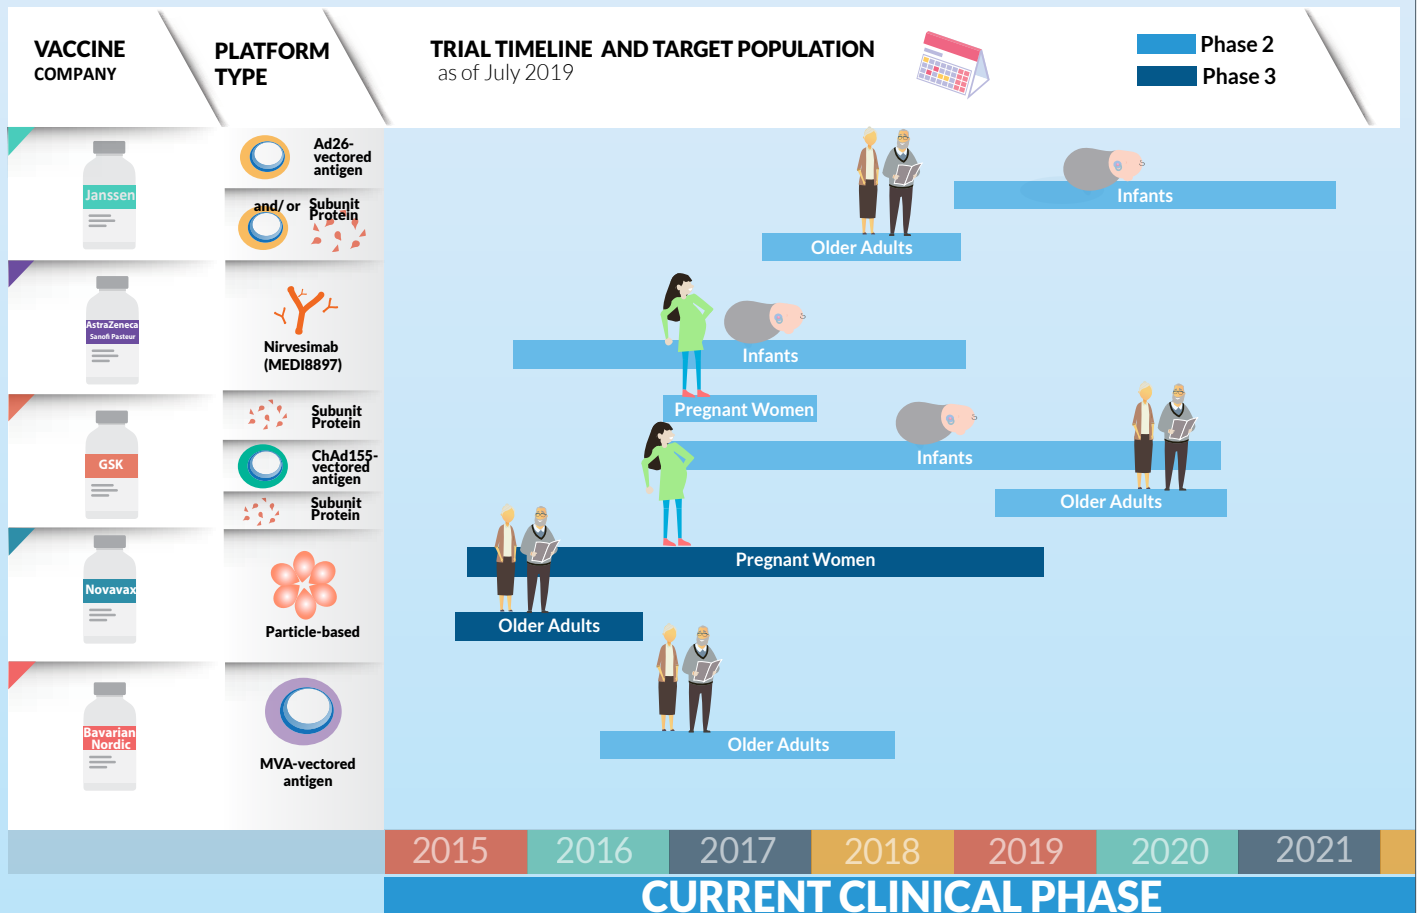 VACCINE
COMPANY
PLATFORM
TYPE
TRIAL TIMELINE AND TARGET POPULATION
as of July 2019
Phase 2
Phase 3
Janssen
Ad26-
vectored
antigen
and/ or Subunit
Protein
Infants
Older Adults
AstraZeneca
Sanofi Pasteur
Nirvesimab
(MEDI8897)
Infants
Pregnant Women
GSK
Subunit
Protein
ChAd155-
vectored
antigen
Subunit
Protein
Infants
Older Adults
Novavax
Particle-based
Pregnant Women
Older Adults
Bavarian
Nordic
MVA-vectored
antigen
Older Adults
2015 2016 2017 2018 2019 2020 2021
CURRENT CLINICAL PHASE